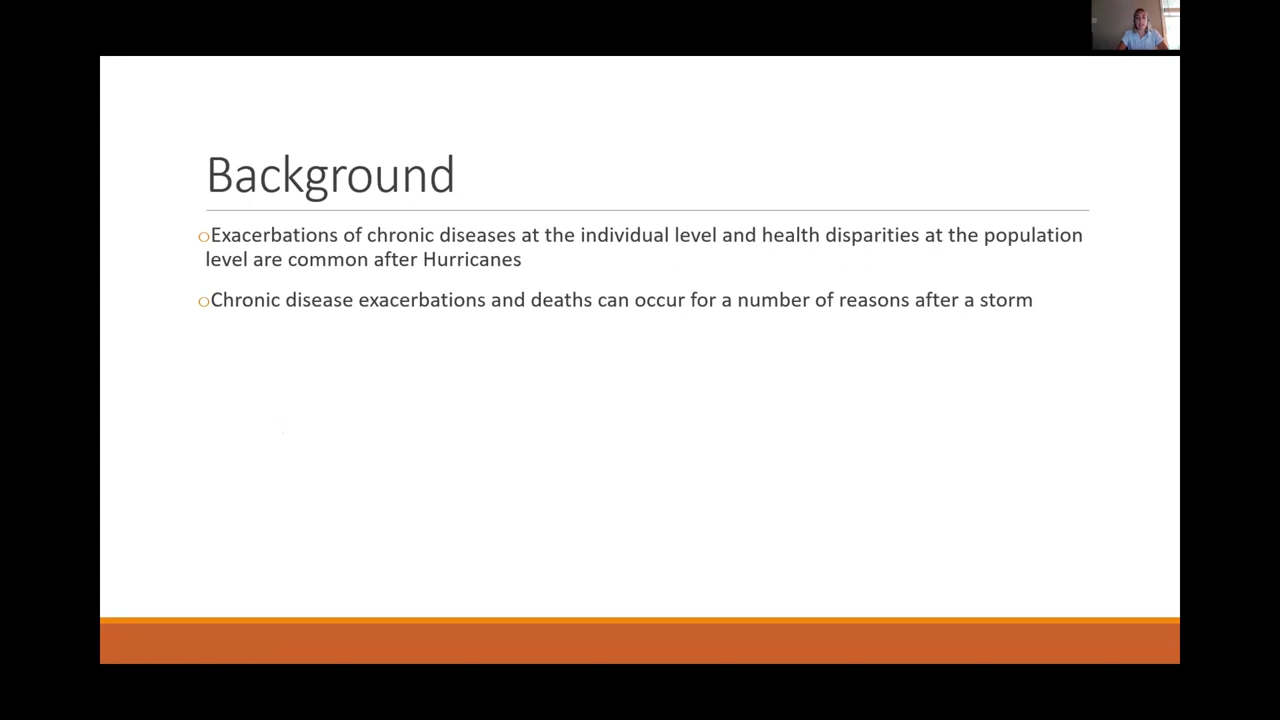 Background
Exacerbations of chronic diseases at the individual level and health disparities at the population
level are common after Hurricanes
Chronic disease exacerbations and deaths can occur for a number of reasons after a storm